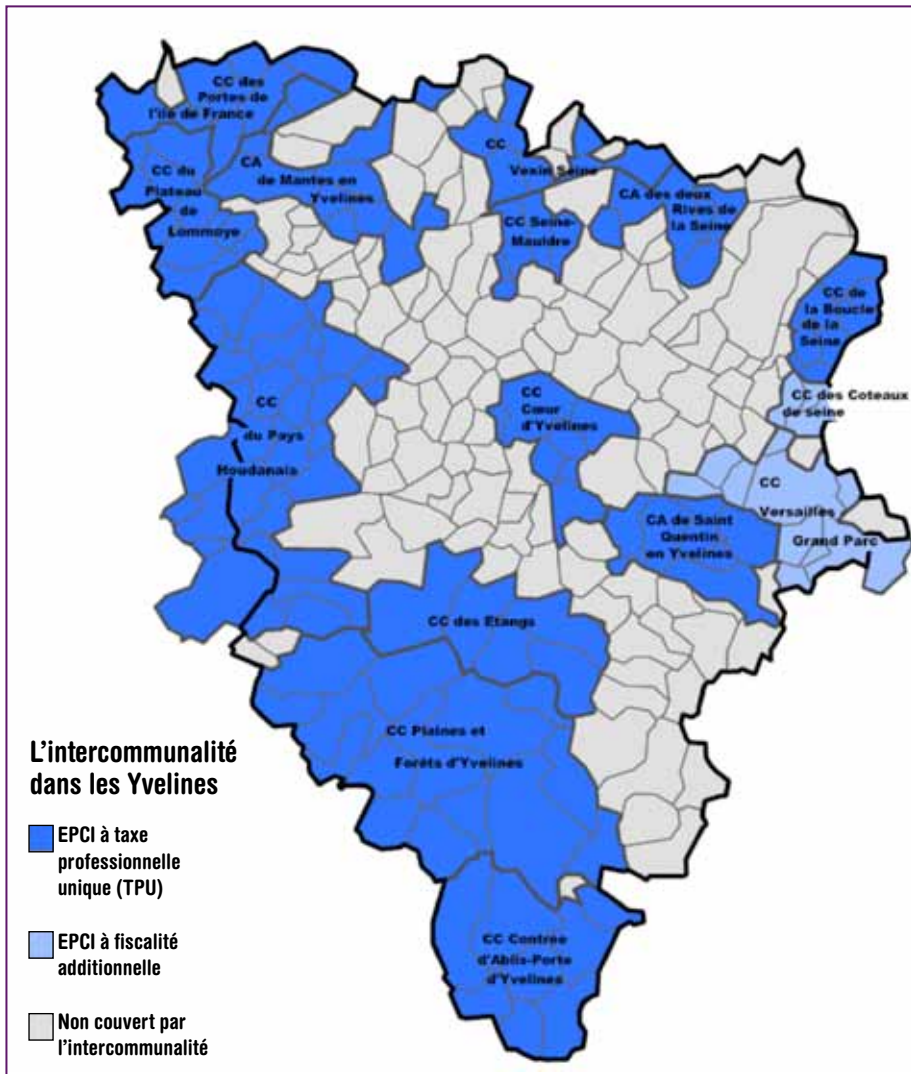 CC des
Portes de
l'île de France
CC du
Plateau
de
Lommoye
CA
de Mantes en
Yvelines
CC
Vexin Seine
CC Seine-
Mauldre
CA des deux
Rives de
la Seine
CC de
la Boucle
de la
Seine
CC des Coteaux
de seine
CC
du Pays
Houdanais
CC
Cœur
d'Yvelines
CC
Versailles
Grand Parc
CA de Saint
Quentin
en Yvelines
CC des Etangs
CC Plaines et
Forêts d'Yvelines
CC Contrée
d'Ablis-Porte
d'Yvelines
L'intercommunalité
dans les Yvelines
EPCI à taxe
professionnelle
unique (TPU)
EPCI à fiscalité
additionnelle
Non couvert par
l'intercommunalité